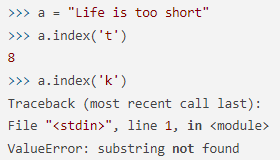 >>> a = "Life is too short"
>>> a.index('t')
8
>>> a.index('k')
Traceback (most recent call last):
File "<stdin>", line 1, in <module>
ValueError: substring not found